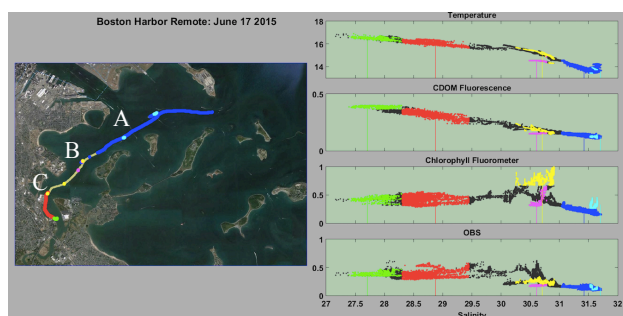 Boston Harbor Remote: June 17 2015
A
B
C
Temperature
18
16
14
CDOM Fluorescence
0.5
0
Chlorophyll Fluorometer
1
0.5
0
OBS
1
0.5
0
27 27.5 28 28.5 29 29.5 30 30.5 31 31.5 32
Salinity